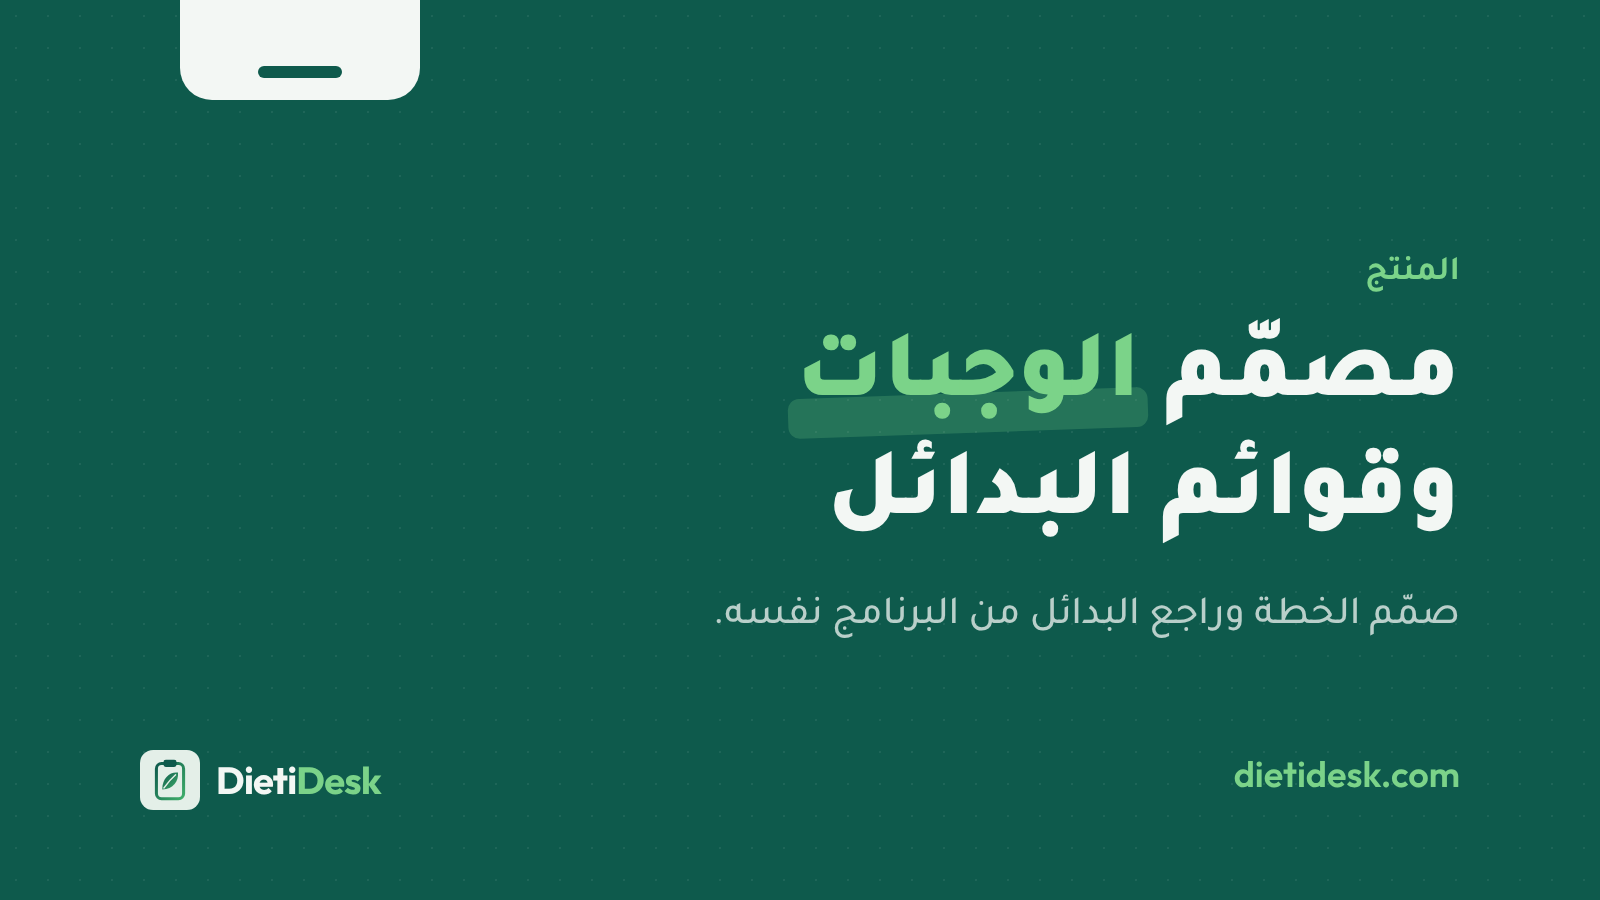 المنتج
مصمّم الوجبات
وقوائم البدائل
صمّم الخطة وراجع البدائل من البرنامج نفسه.
DietiDesk
dietidesk.com